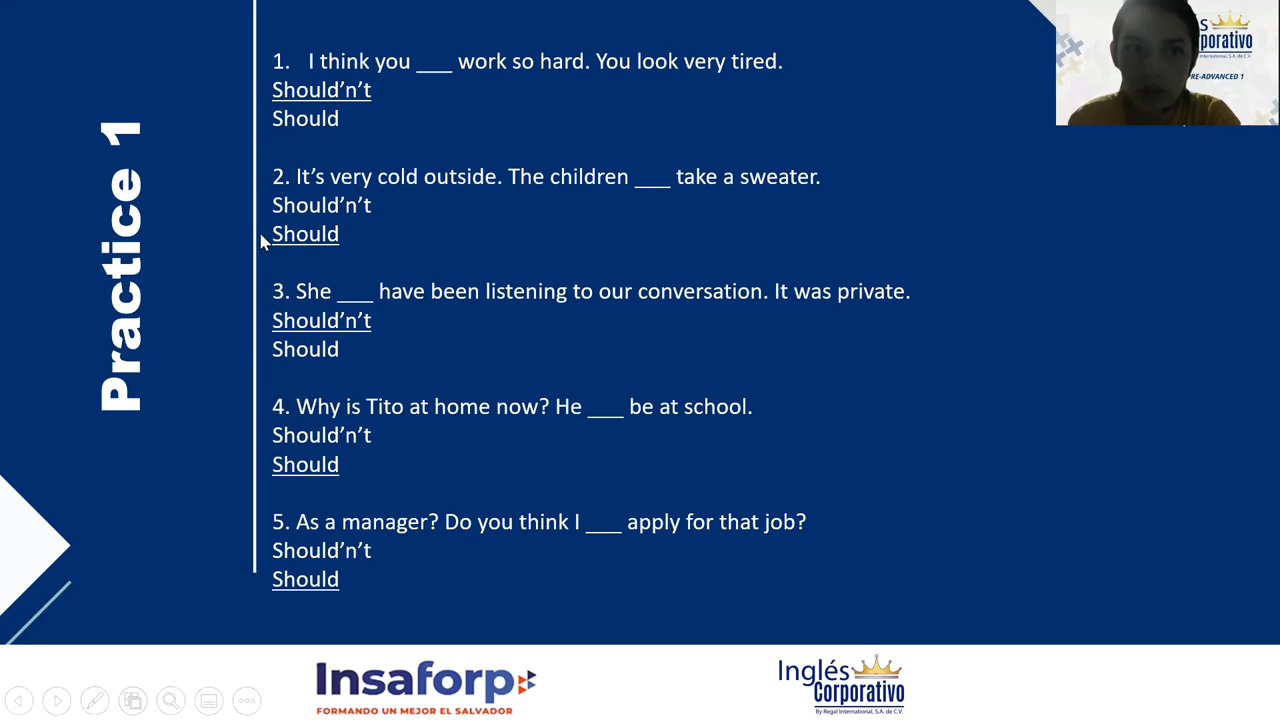 Practice 1
1. I think you ___ work so hard. You look very tired.
Should'n't
Should
2. It's very cold outside. The children ___ take a sweater.
Should'n't
Should
3. She ___ have been listening to our conversation. It was private.
Should'n't
Should
4. Why is Tito at home now? He ___ be at school.
Should'n't
Should
5. As a manager? Do you think I ___ apply for that job?
Should'n't
Should
Insaforp
FORMANDO UN MEJOR EL SALVADOR
Inglés
Corporativo
By Regal International, S.A. de C.V.
s
porativo
International, S.A. de C.V.
RE-ADVANCED 1